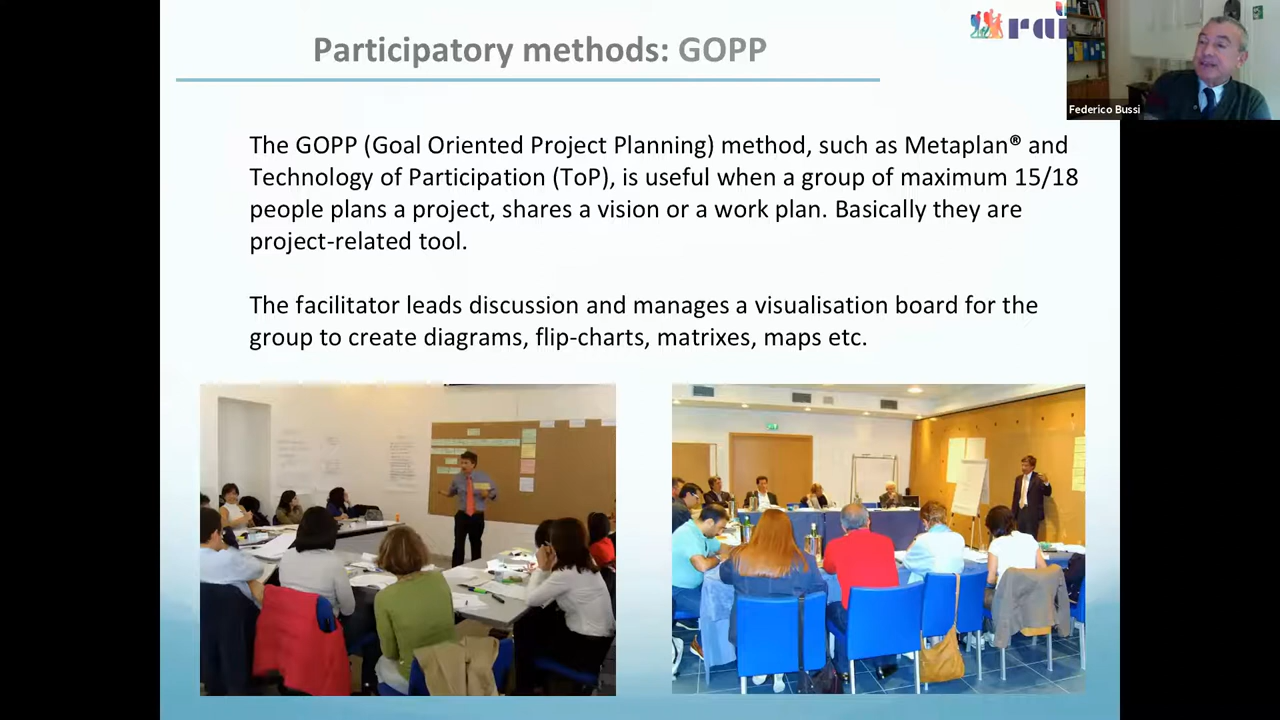 Participatory methods: GOPP
rai
Federico Bussi
The GOPP (Goal Oriented Project Planning) method, such as Metaplan® and
Technology of Participation (ToP), is useful when a group of maximum 15/18
people plans a project, shares a vision or a work plan. Basically they are
project-related tool.
The facilitator leads discussion and manages a visualisation board for the
group to create diagrams, flip-charts, matrixes, maps etc.